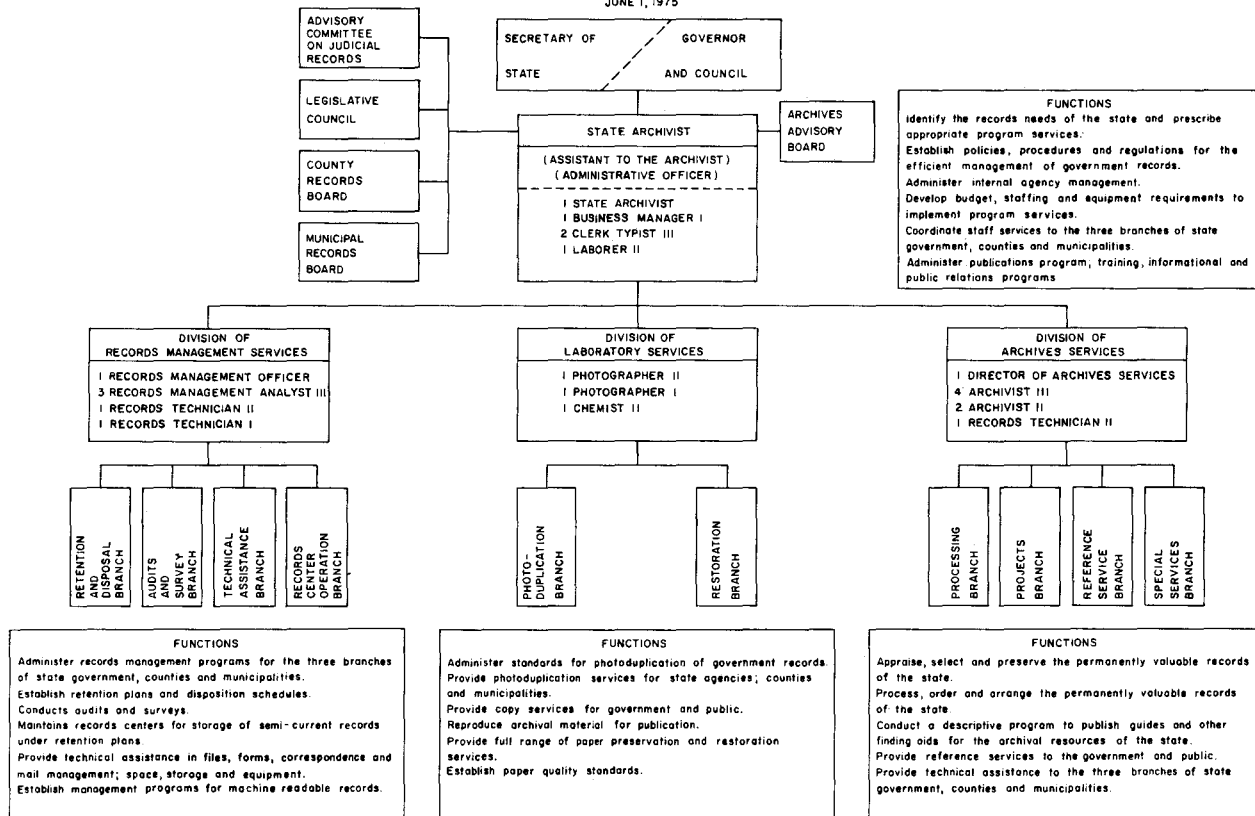 JUNE 1, 1975
ADVISORY
COMMITTEE
ON JUDICIAL
RECORDS
SECRETARY OF
STATE
GOVERNOR
AND COUNCIL
LEGISLATIVE
COUNCIL
COUNTY
RECORDS
BOARD
MUNICIPAL
RECORDS
BOARD
STATE ARCHIVIST
(ASSISTANT TO THE ARCHIVIST)
(ADMINISTRATIVE OFFICER)
1 STATE ARCHIVIST
1 BUSINESS MANAGER I
2 CLERK TYPIST III
1 LABORER II
ARCHIVES
ADVISORY
BOARD
FUNCTIONS
Identify the records needs of the state and prescribe
appropriate program services.
Establish policies, procedures and regulations for the
efficient management of government records.
Administer internal agency management.
Develop budget, staffing and equipment requirements to
implement program services.
Coordinate staff services to the three branches of state
government, counties and municipalities.
Administer publications program; training, informational and
public relations programs
DIVISION OF
RECORDS MANAGEMENT SERVICES
1 RECORDS MANAGEMENT OFFICER
3 RECORDS MANAGEMENT ANALYST III
1 RECORDS TECHNICIAN II
1 RECORDS TECHNICIAN I
DIVISION OF
LABORATORY SERVICES
1 PHOTOGRAPHER II
1 PHOTOGRAPHER I
1 CHEMIST II
DIVISION OF
ARCHIVES SERVICES
1 DIRECTOR OF ARCHIVES SERVICES
4 ARCHIVIST III
2 ARCHIVIST II
1 RECORDS TECHNICIAN II
RETENTION
AND
DISPOSAL
BRANCH
AUDITS
AND
SURVEY
BRANCH
TECHNICAL
ASSISTANCE
BRANCH
RECORDS
CENTER
OPERATION
BRANCH
PHOTO-
DUPLICATION
BRANCH
RESTORATION
BRANCH
PROCESSING
BRANCH
PROJECTS
BRANCH
REFERENCE
SERVICE
BRANCH
SPECIAL
SERVICES
BRANCH
FUNCTIONS
Administer records management programs for the three branches
of state government, counties and municipalities.
Establish retention plans and disposition schedules.
Conducts audits and surveys.
Maintains records centers for storage of semi-current records
under retention plans.
Provide technical assistance in files, forms, correspondence and
mail management; space, storage and equipment.
Establish management programs for machine readable records.
FUNCTIONS
Administer standards for photoduplication of government records.
Provide photoduplication services for state agencies; counties
and municipalities.
Provide copy services for government and public.
Reproduce archival material for publication.
Provide full range of paper preservation and restoration
services.
Establish paper quality standards.
FUNCTIONS
Appraise, select and preserve the permanently valuable records
of the state.
Process, order and arrange the permanently valuable records
of the state.
Conduct a descriptive program to publish guides and other
finding aids for the archival resources of the state.
Provide reference services to the government and public.
Provide technical assistance to the three branches of state
government, counties and municipalities.